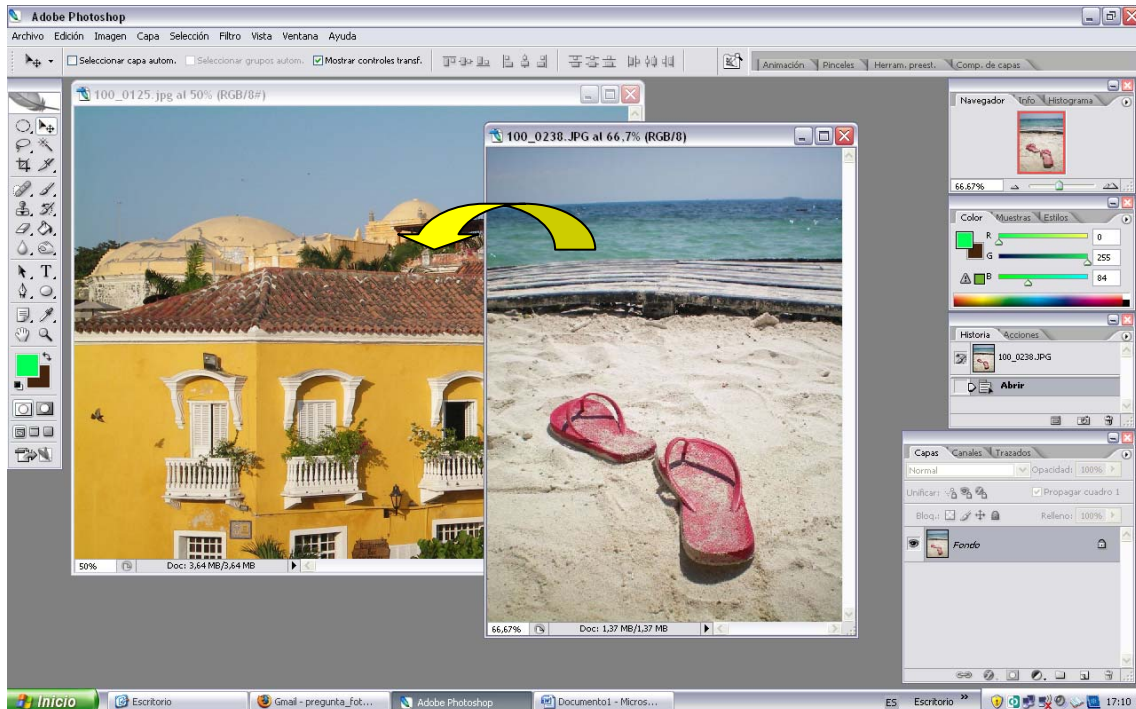 Adobe Photoshop
Archivo Edición Imagen Capa Selección Filtro Vista Ventana Ayuda
Seleccionar capa autom. Seleccionar grupos autom. Mostrar controles transf. Animación Pinceles Herram. preest. Comp. de capas
100_0125.jpg al 50% (RGB/8#)
100_0238.JPG al 66,7% (RGB/8)
50% Doc: 3,64 MB/3,64 MB
66,67% Doc: 1,37 MB/1,37 MB
Navegador Info Histograma
66.67%
Color Muestras Estilos
R 0
G 255
B 84
Historia Acciones
100_0238.JPG
Abrir
Capas Canales Trazados
Normal Opacidad: 100%
Unificar: Propagar cuadro 1
Bloq.: Relleno: 100%
Fondo
Inicio Escritorio Gmail - pregunta_fot... Adobe Photoshop Documento1 - Micros... ES Escritorio » 17:10